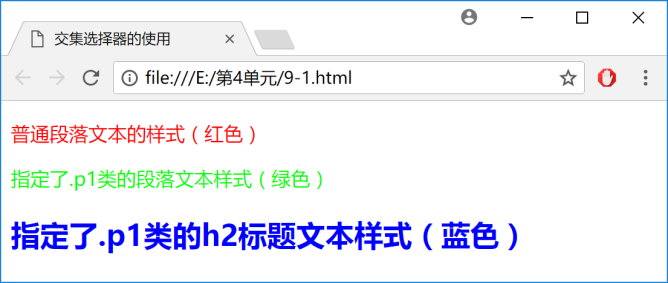 交集选择器的使用
file:///E:/第4单元/9-1.html
普通段落文本的样式（红色）
指定了.p1类的段落文本样式（绿色）
指定了.p1类的h2标题文本样式（蓝色）